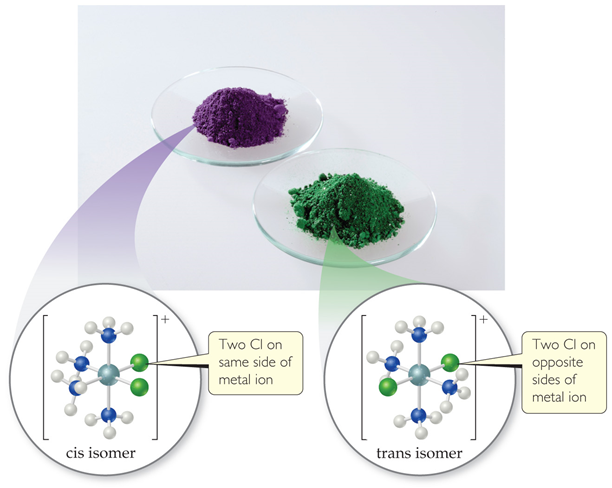 +
Two Cl on
same side of
metal ion
cis isomer
+
Two Cl on
opposite
sides of
metal ion
trans isomer